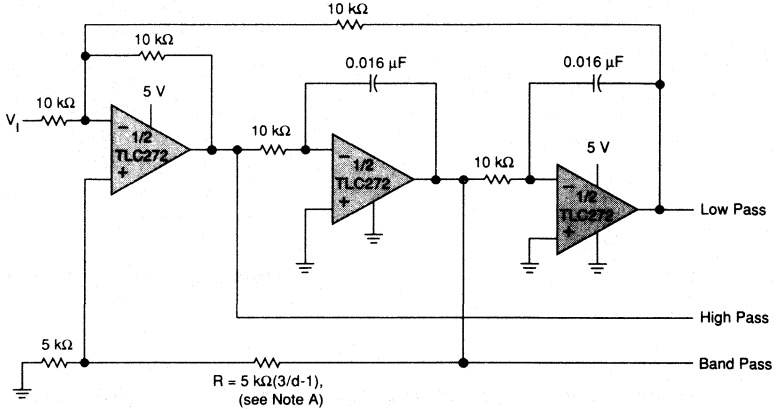 10 kΩ
10 kΩ
0.016 μF
0.016 μF
5 V
10 kΩ
V_I
−
1/2
TLC272
+
10 kΩ
−
1/2
TLC272
+
10 kΩ
5 V
−
1/2
TLC272
+
Low Pass
High Pass
5 kΩ
Band Pass
R = 5 kΩ(3/d-1),
(see Note A)